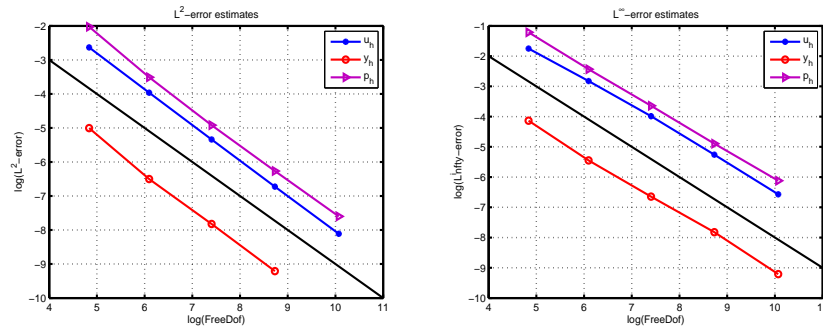 L²−error estimates
−2
−3
−4
−5
−6
−7
−8
−9
−10
log(L²−error)
4 5 6 7 8 9 10 11
log(FreeDof)
u_h
y_h
p_h
L^∞−error estimates
−1
−2
−3
−4
−5
−6
−7
−8
−9
−10
log(L^infty−error)
4 5 6 7 8 9 10 11
log(FreeDof)
u_h
y_h
p_h